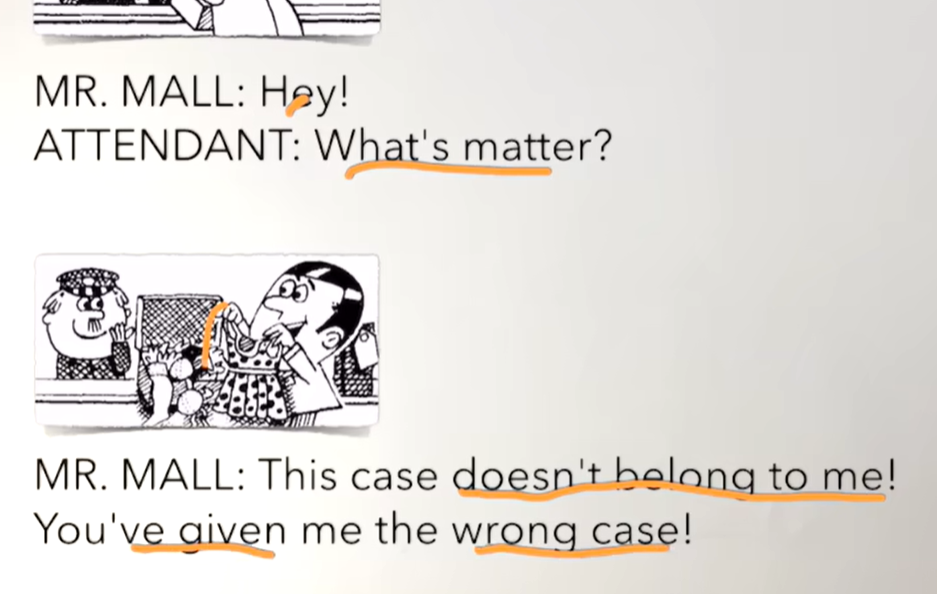 MR. MALL: Hey!
ATTENDANT: What's matter?
MR. MALL: This case doesn't belong to me!
You've given me the wrong case!